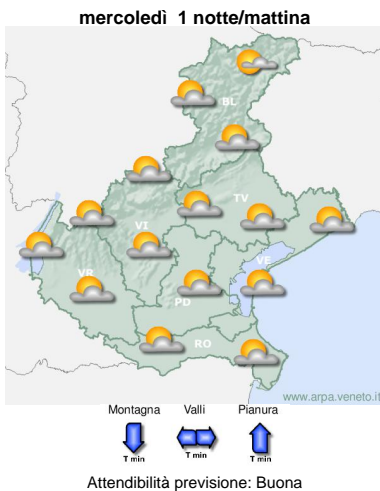 mercoledì 1 notte/mattina
BL
TV
VI
VE
VR
PD
RO
www.arpa.veneto.it
Montagna Valli Pianura
T min T min T min
Attendibilità previsione: Buona